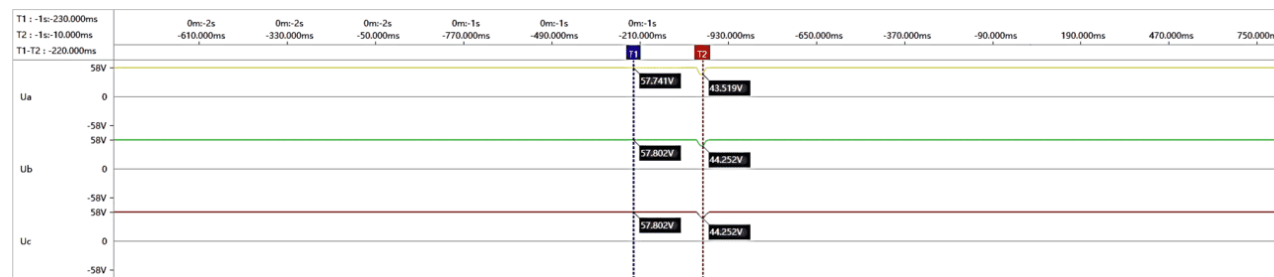 T1 : -1s:-230.000ms
T2 : -1s:-10.000ms
T1-T2 : -220.000ms
0m:-2s 0m:-2s 0m:-2s 0m:-1s 0m:-1s 0m:-1s
-610.000ms -330.000ms -50.000ms -770.000ms -490.000ms -210.000ms -930.000ms -650.000ms -370.000ms -90.000ms 190.000ms 470.000ms 750.000m
T1 T2
58V
57.741V 43.519V
Ua 0
-58V
58V
57.802V 44.252V
Ub 0
-58V
58V
57.802V 44.252V
Uc 0
-58V